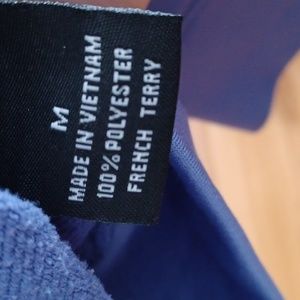 M
MADE IN VIETNAM
100% POLYESTER
FRENCH TERRY